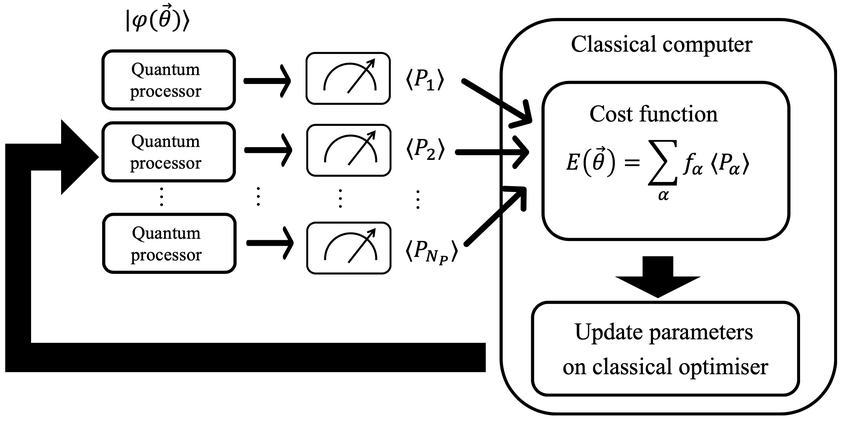 |φ(θ⃗)⟩
Quantum
processor
⟨P₁⟩
Quantum
processor
⟨P₂⟩
Quantum
processor
⟨P_{N_P}⟩
Classical computer
Cost function
E(θ⃗) = ∑_α f_α ⟨P_α⟩
Update parameters
on classical optimiser